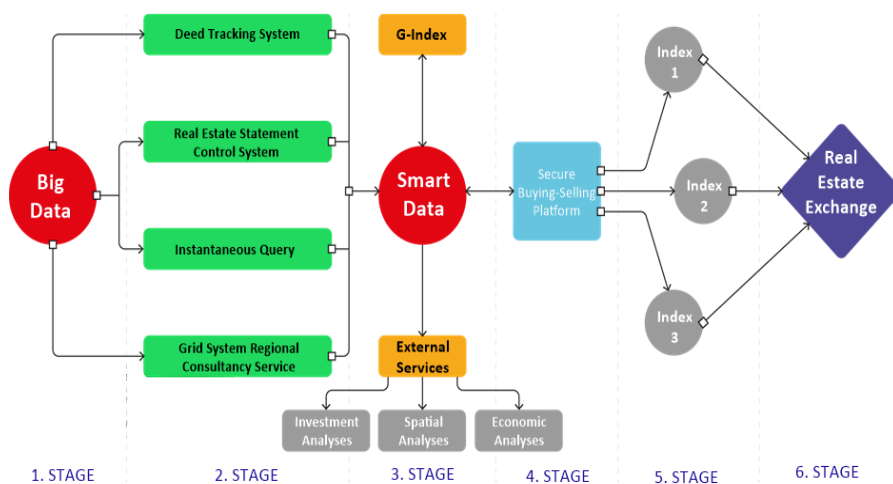 Deed Tracking System
G-Index
Index
1
Real Estate Statement
Control System
Big
Data
Smart
Data
Secure
Buying-Selling
Platform
Index
2
Real
Estate
Exchange
Instantaneous Query
Index
3
Grid System Regional
Consultancy Service
External
Services
Investment
Analyses
Spatial
Analyses
Economic
Analyses
1. STAGE
2. STAGE
3. STAGE
4. STAGE
5. STAGE
6. STAGE